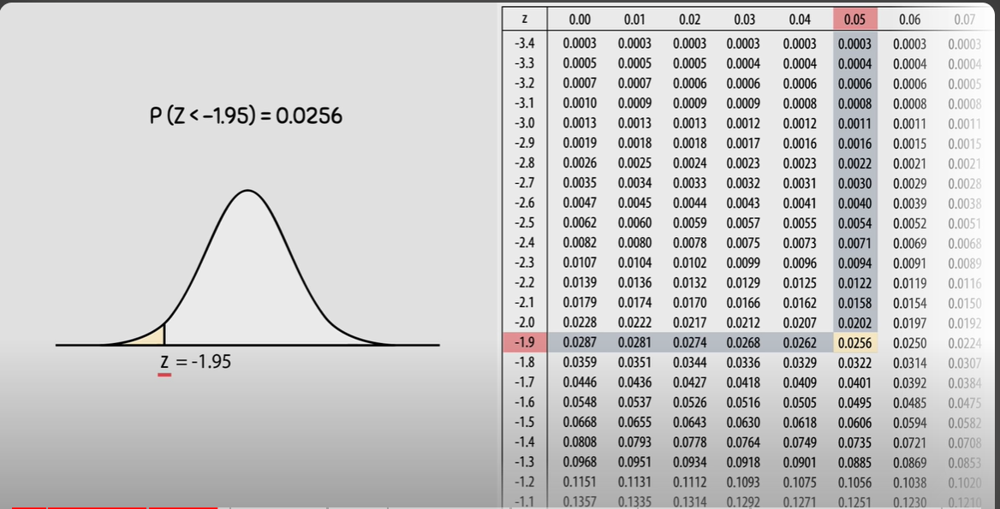 P (Z < -1.95) = 0.0256
z = -1.95
z 0.00 0.01 0.02 0.03 0.04 0.05 0.06 0.07
-3.4 0.0003 0.0003 0.0003 0.0003 0.0003 0.0003 0.0003 0.0003
-3.3 0.0005 0.0005 0.0005 0.0004 0.0004 0.0004 0.0004 0.0004
-3.2 0.0007 0.0007 0.0006 0.0006 0.0006 0.0006 0.0006 0.0005
-3.1 0.0010 0.0009 0.0009 0.0009 0.0008 0.0008 0.0008 0.0008
-3.0 0.0013 0.0013 0.0013 0.0012 0.0012 0.0011 0.0011 0.0011
-2.9 0.0019 0.0018 0.0018 0.0017 0.0016 0.0016 0.0015 0.0015
-2.8 0.0026 0.0025 0.0024 0.0023 0.0023 0.0022 0.0021 0.0021
-2.7 0.0035 0.0034 0.0033 0.0032 0.0031 0.0030 0.0029 0.0028
-2.6 0.0047 0.0045 0.0044 0.0043 0.0041 0.0040 0.0039 0.0038
-2.5 0.0062 0.0060 0.0059 0.0057 0.0055 0.0054 0.0052 0.0051
-2.4 0.0082 0.0080 0.0078 0.0075 0.0073 0.0071 0.0069 0.0068
-2.3 0.0107 0.0104 0.0102 0.0099 0.0096 0.0094 0.0091 0.0089
-2.2 0.0139 0.0136 0.0132 0.0129 0.0125 0.0122 0.0119 0.0116
-2.1 0.0179 0.0174 0.0170 0.0166 0.0162 0.0158 0.0154 0.0150
-2.0 0.0228 0.0222 0.0217 0.0212 0.0207 0.0202 0.0197 0.0192
-1.9 0.0287 0.0281 0.0274 0.0268 0.0262 0.0256 0.0250 0.0224
-1.8 0.0359 0.0351 0.0344 0.0336 0.0329 0.0322 0.0314 0.0307
-1.7 0.0446 0.0436 0.0427 0.0418 0.0409 0.0401 0.0392 0.0384
-1.6 0.0548 0.0537 0.0526 0.0516 0.0505 0.0495 0.0485 0.0475
-1.5 0.0668 0.0655 0.0643 0.0630 0.0618 0.0606 0.0594 0.0582
-1.4 0.0808 0.0793 0.0778 0.0764 0.0749 0.0735 0.0721 0.0708
-1.3 0.0968 0.0951 0.0934 0.0918 0.0901 0.0885 0.0869 0.0853
-1.2 0.1151 0.1131 0.1112 0.1093 0.1075 0.1056 0.1038 0.1020
-1.1 0.1357 0.1335 0.1314 0.1292 0.1271 0.1251 0.1230 0.1210